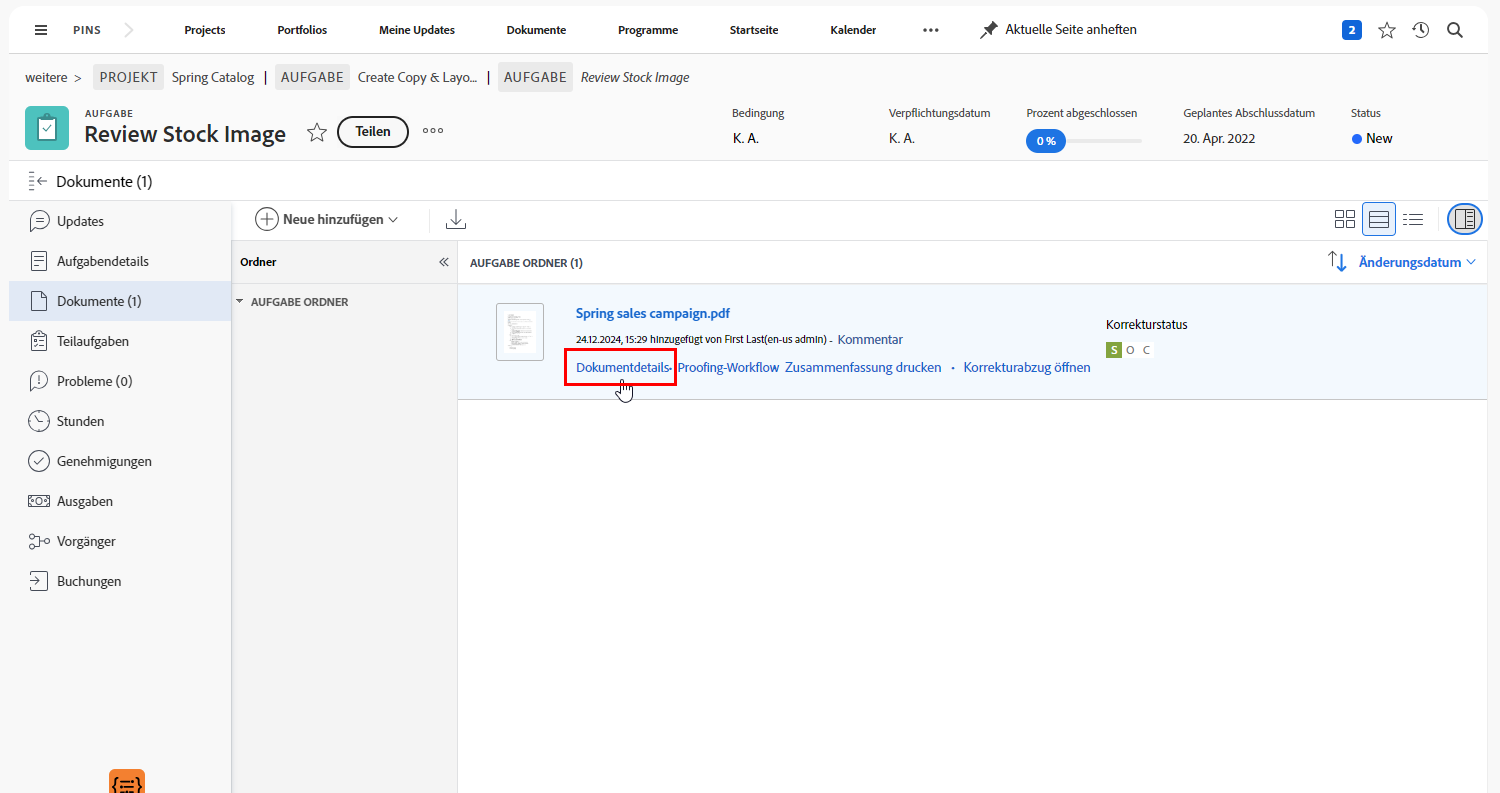 PINS
Projects
Portfolios
Meine Updates
Dokumente
Programme
Startseite
Kalender
Aktuelle Seite anheften
2
weitere > PROJEKT Spring Catalog | AUFGABE Create Copy & Layo... | AUFGABE Review Stock Image
AUFGABE
Review Stock Image
Teilen
Bedingung
K. A.
Verpflichtungsdatum
K. A.
Prozent abgeschlossen
0 %
Geplantes Abschlussdatum
20. Apr. 2022
Status
New
Dokumente (1)
Updates
Aufgabendetails
Dokumente (1)
Teilaufgaben
Probleme (0)
Stunden
Genehmigungen
Ausgaben
Vorgänger
Buchungen
Neue hinzufügen
Ordner
AUFGABE ORDNER
AUFGABE ORDNER (1)
Änderungsdatum
Spring sales campaign.pdf
24.12.2024, 15:29 hinzugefügt von First Last(en-us admin) - Kommentar
Dokumentdetails • Proofing-Workflow • Zusammenfassung drucken • Korrekturabzug öffnen
Korrekturstatus
S O C